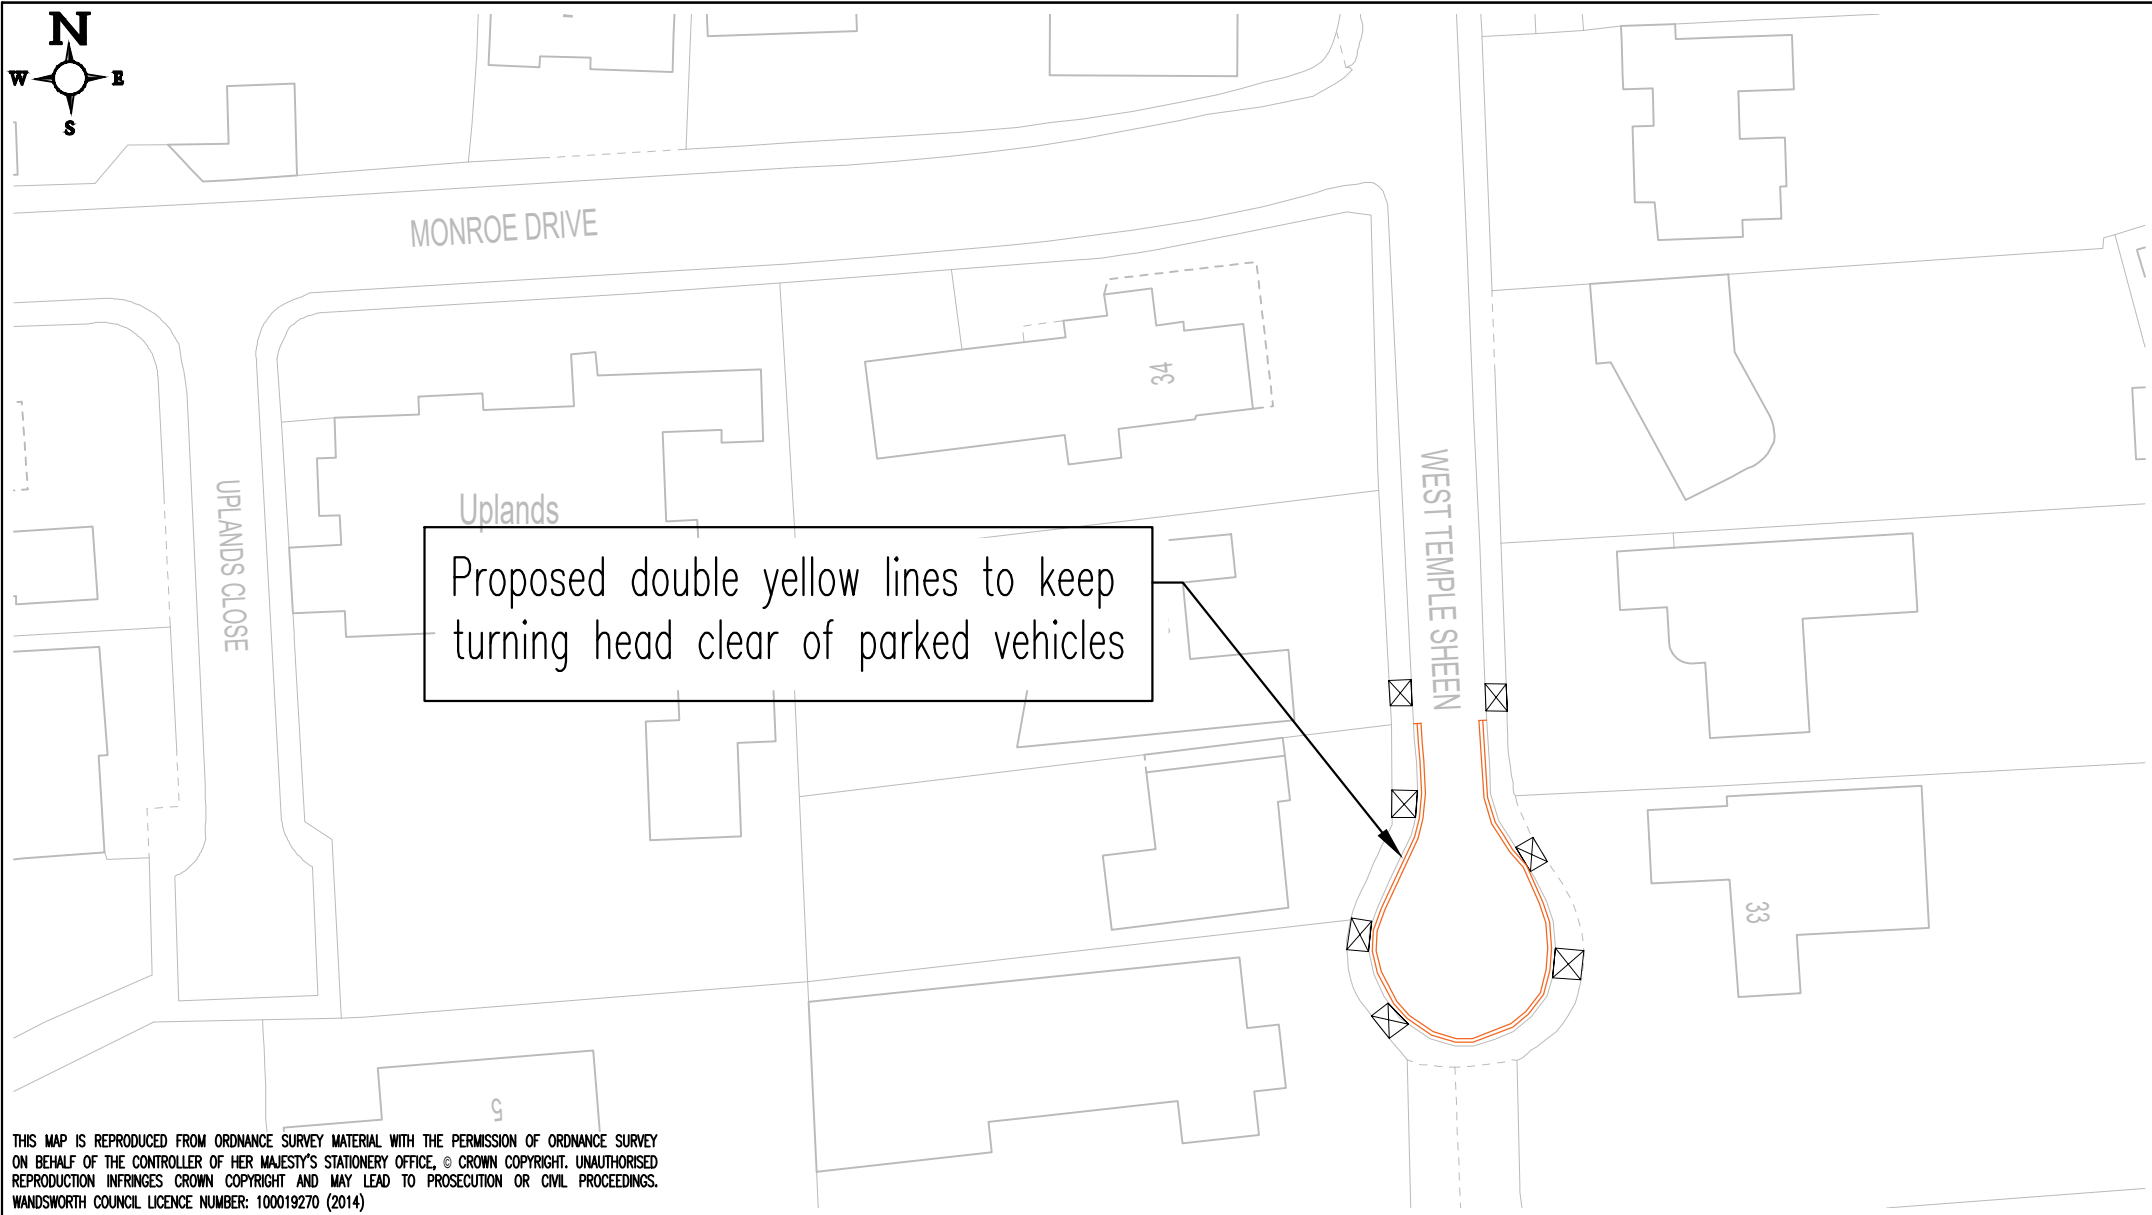 N
W E
S
MONROE DRIVE
34
UPLANDS CLOSE
Uplands
WEST TEMPLE SHEEN
Proposed double yellow lines to keep
turning head clear of parked vehicles
33
5
THIS MAP IS REPRODUCED FROM ORDNANCE SURVEY MATERIAL WITH THE PERMISSION OF ORDNANCE SURVEY
ON BEHALF OF THE CONTROLLER OF HER MAJESTY'S STATIONERY OFFICE, © CROWN COPYRIGHT. UNAUTHORISED
REPRODUCTION INFRINGES CROWN COPYRIGHT AND MAY LEAD TO PROSECUTION OR CIVIL PROCEEDINGS.
WANDSWORTH COUNCIL LICENCE NUMBER: 100019270 (2014)